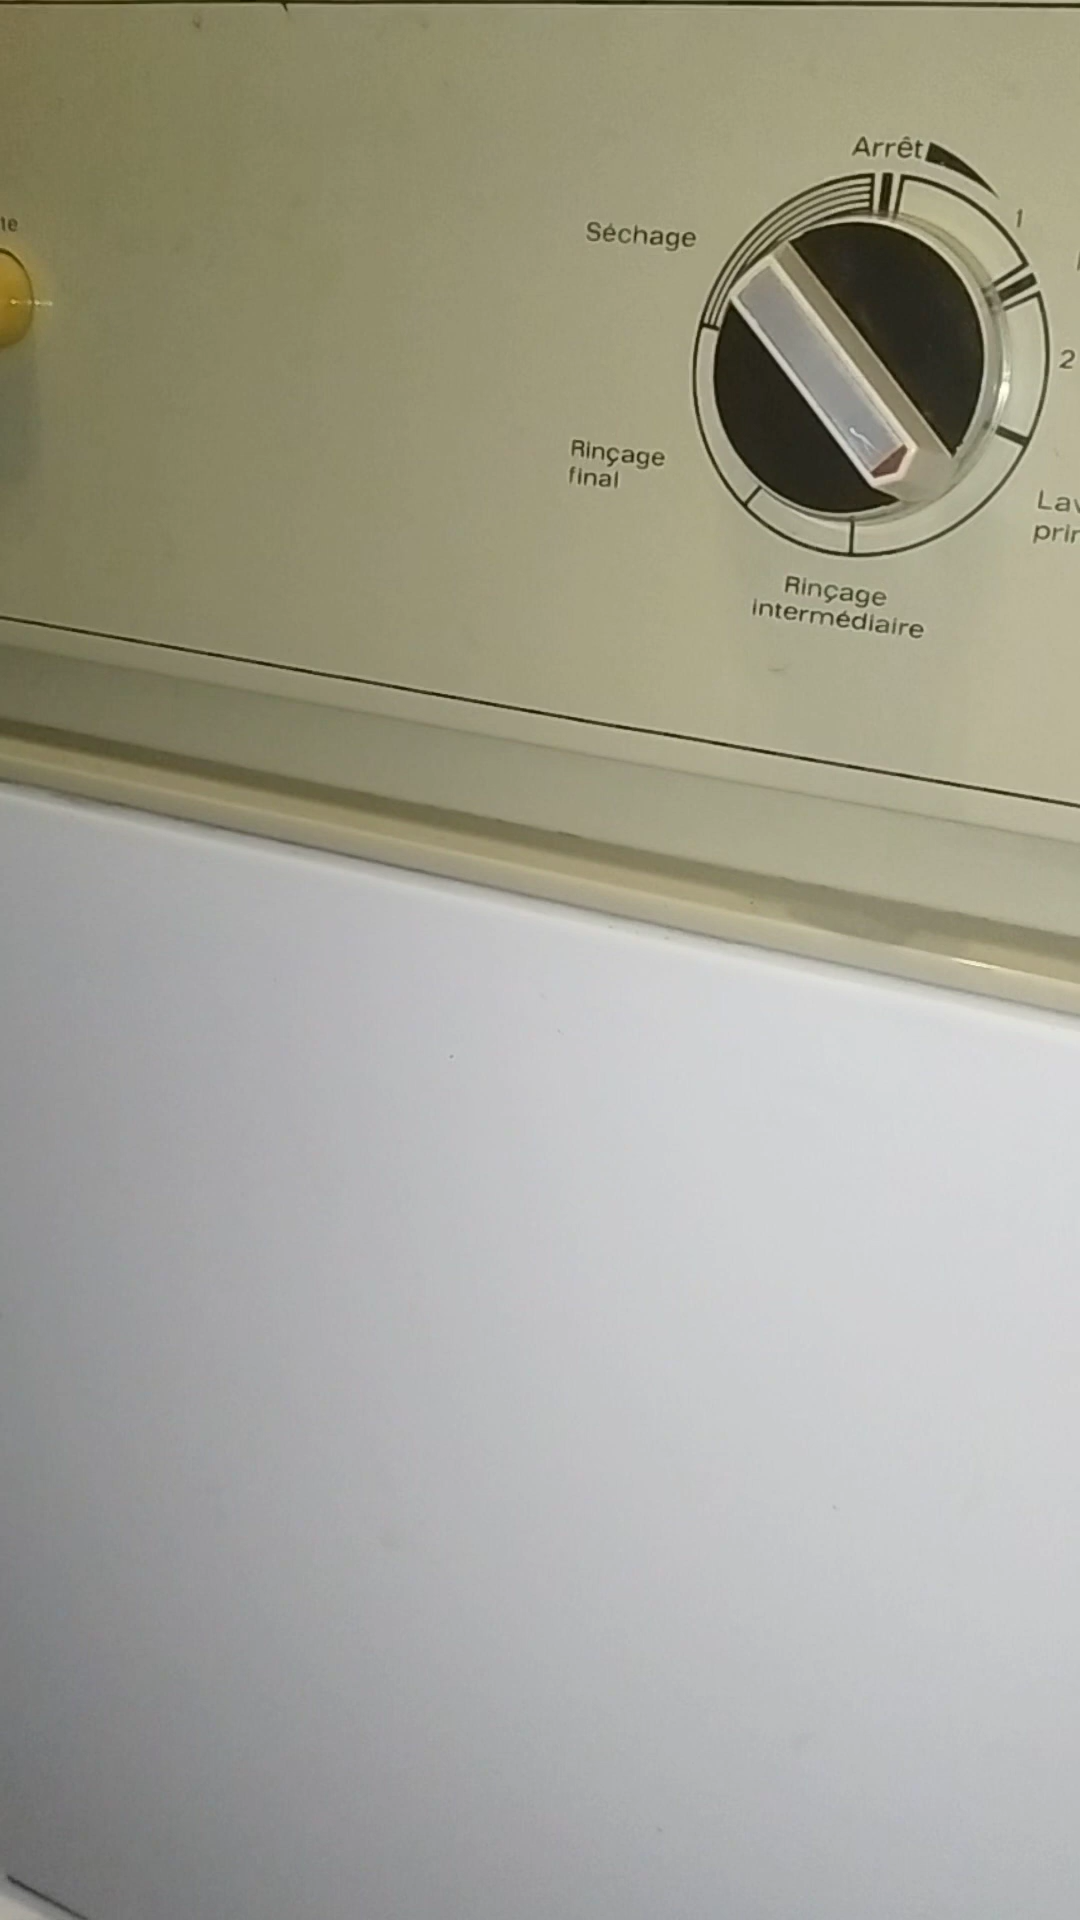 Arrêt
1
Séchage
2
Rinçage
final
Rinçage
intermédiaire